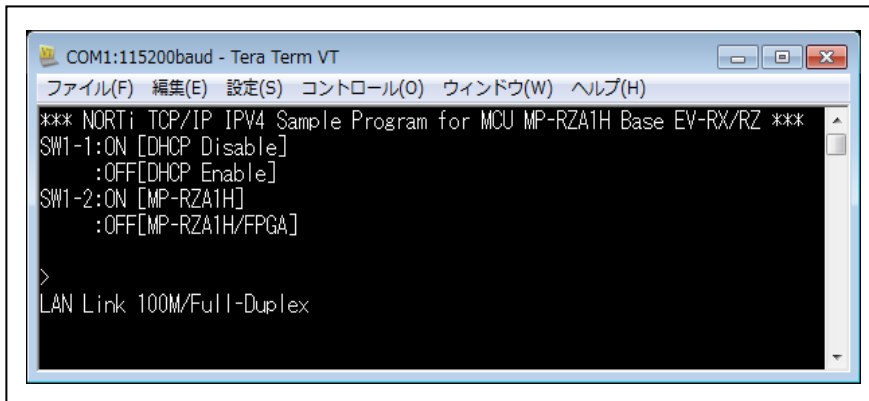 COM1:115200baud - Tera Term VT
ファイル(F) 編集(E) 設定(S) コントロール(O) ウィンドウ(W) ヘルプ(H)
*** NORTi TCP/IP IPV4 Sample Program for MCU MP-RZA1H Base EV-RX/RZ ***
SW1-1:ON [DHCP Disable]
     :OFF[DHCP Enable]
SW1-2:ON [MP-RZA1H]
     :OFF[MP-RZA1H/FPGA]
>
LAN Link 100M/Full-Duplex